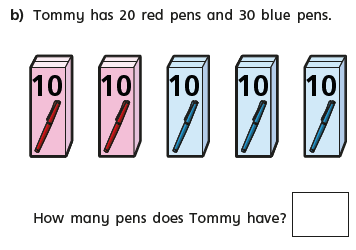 b) Tommy has 20 red pens and 30 blue pens.
10 10 10 10 10
How many pens does Tommy have?